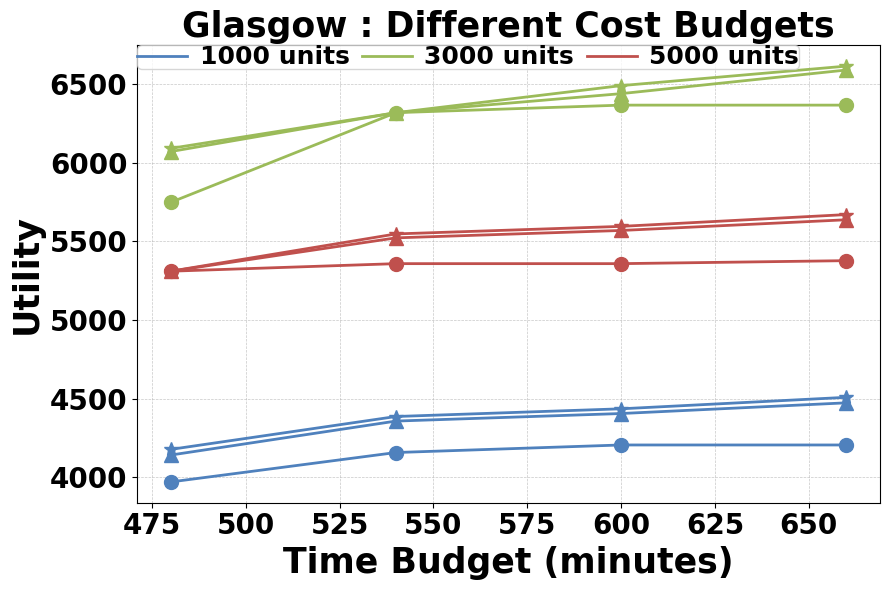 Glasgow : Different Cost Budgets
1000 units 3000 units 5000 units
6500
6000
5500
5000
4500
4000
Utility
475 500 525 550 575 600 625 650
Time Budget (minutes)